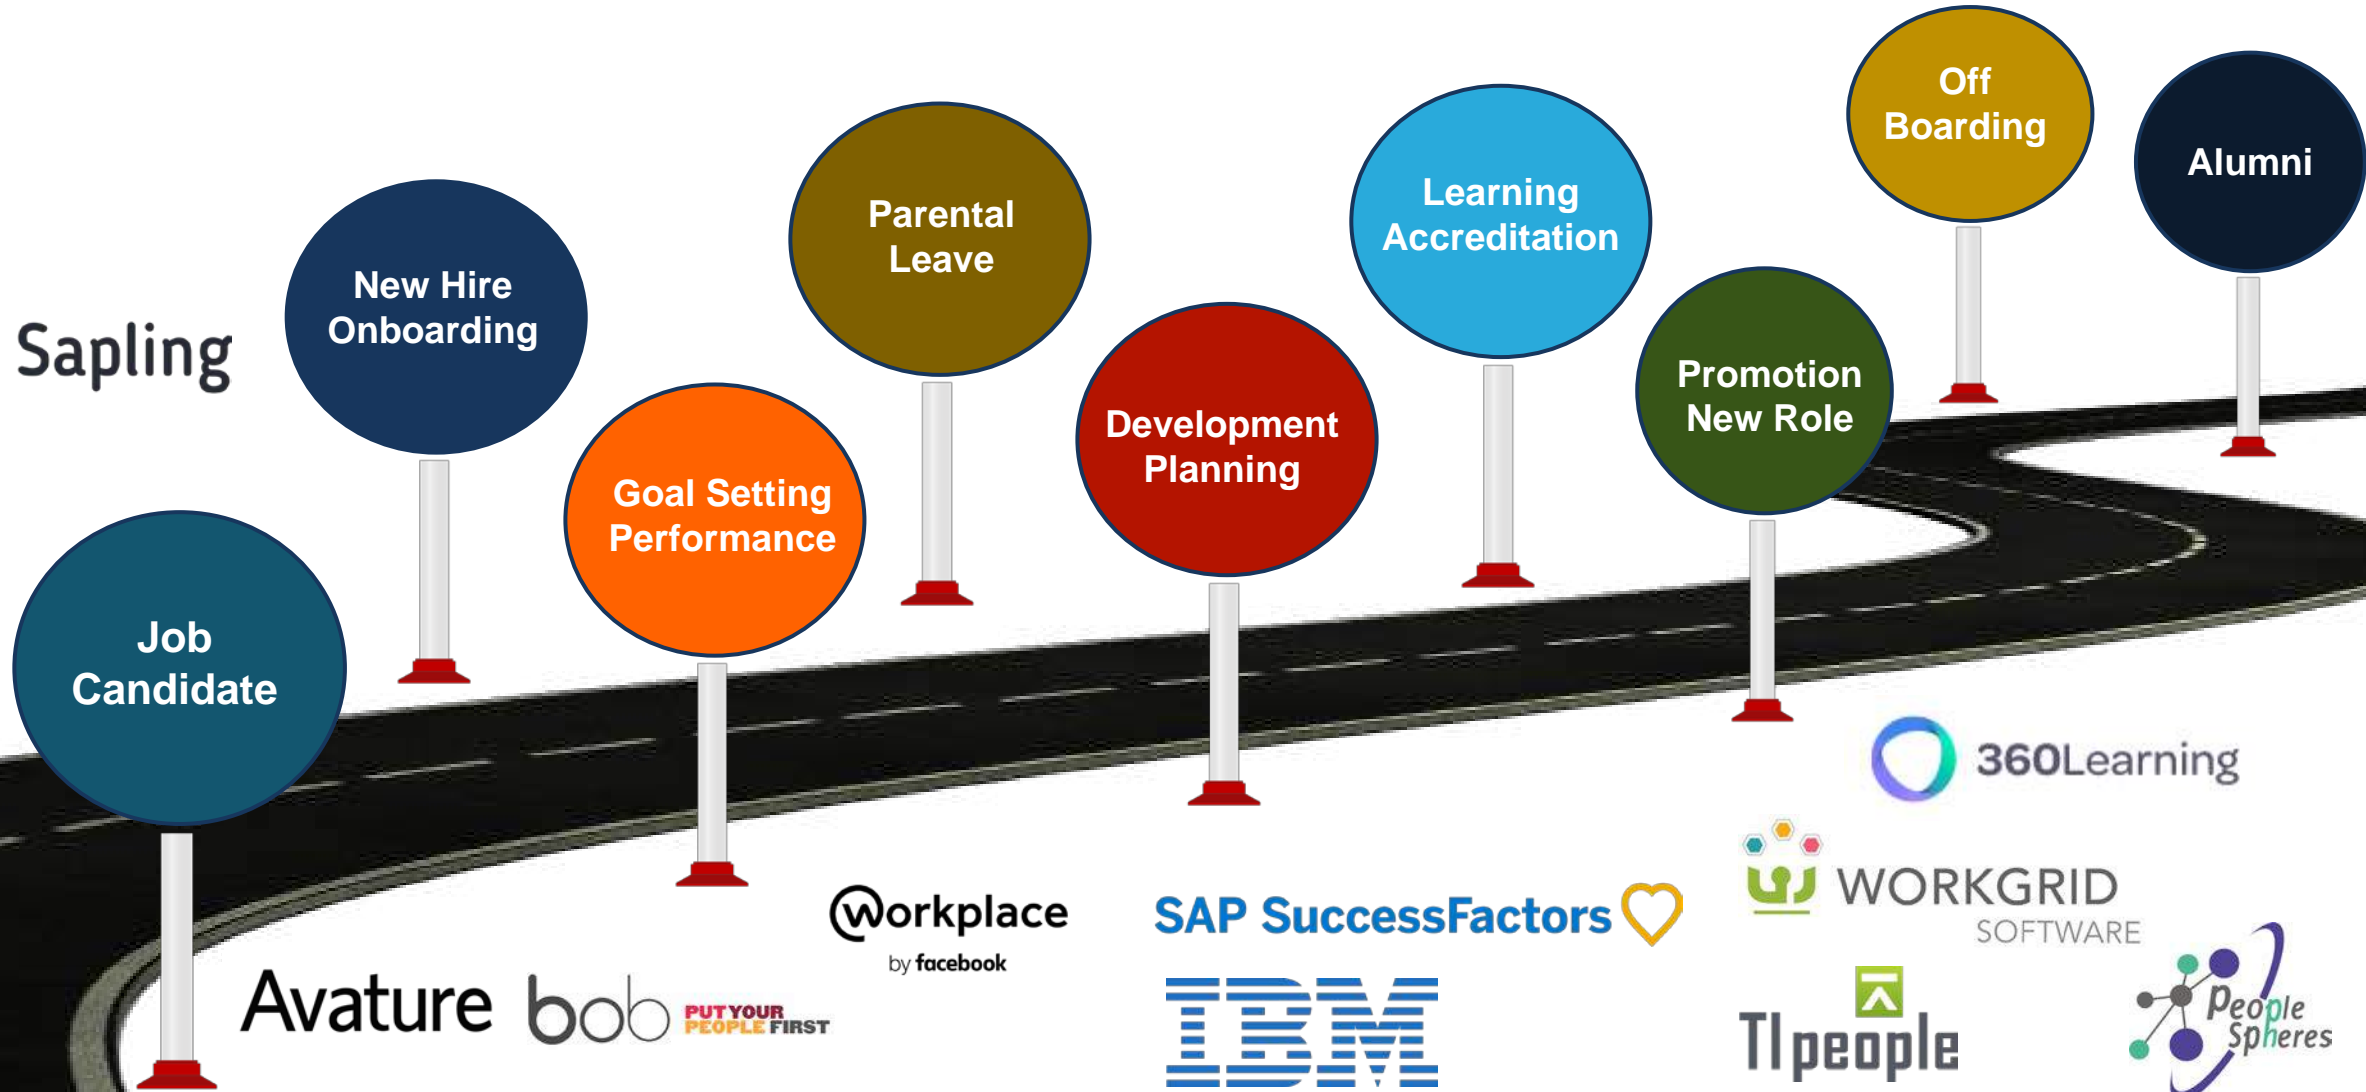 Off
Boarding
Alumni
Learning
Accreditation
Parental
Leave
New Hire
Onboarding
Sapling
Promotion
New Role
Development
Planning
Goal Setting
Performance
Job
Candidate
360Learning
WORKGRID
SOFTWARE
Workplace
by facebook
SAP SuccessFactors
Avature
bob
PUT YOUR
PEOPLE FIRST
IBM
TIpeople
People
Spheres